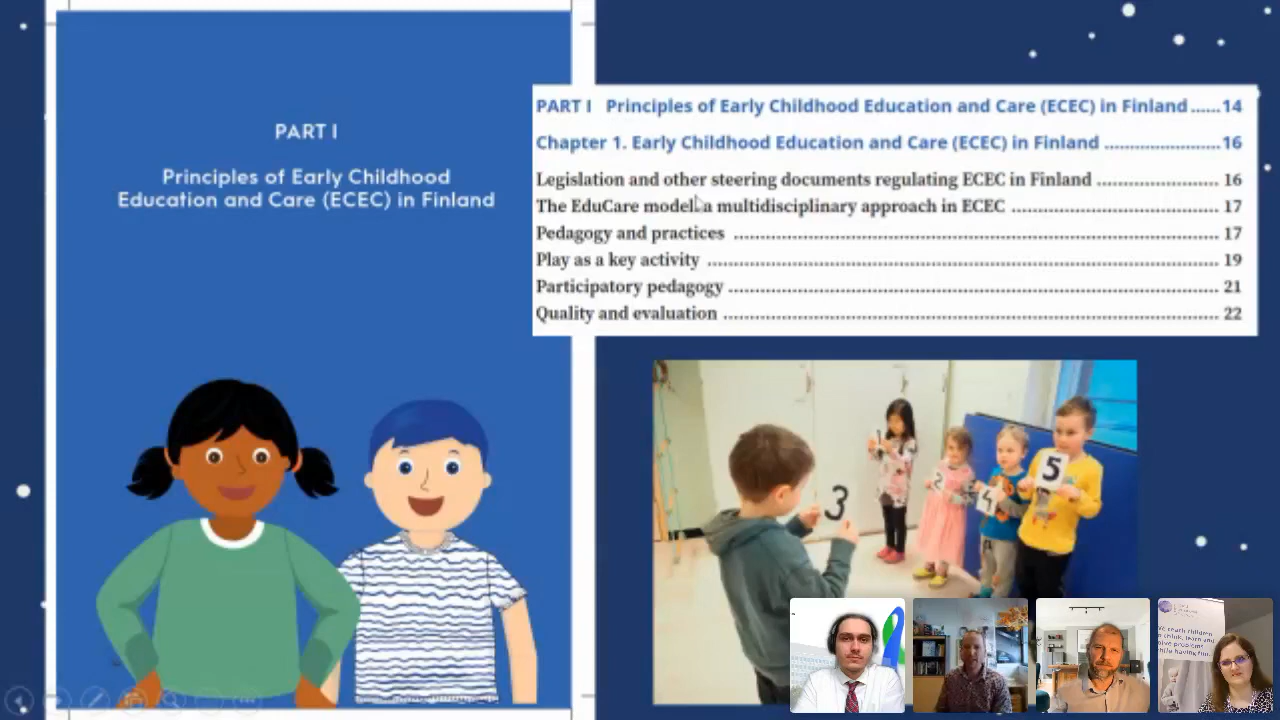 PART I
Principles of Early Childhood
Education and Care (ECEC) in Finland
PART I Principles of Early Childhood Education and Care (ECEC) in Finland ......14
Chapter 1. Early Childhood Education and Care (ECEC) in Finland ........................16
Legislation and other steering documents regulating ECEC in Finland ........................ 16
The EduCare model: a multidisciplinary approach in ECEC ........................................ 17
Pedagogy and practices ........................................................................................ 17
Play as a key activity ............................................................................................ 19
Participatory pedagogy ........................................................................................ 21
Quality and evaluation ......................................................................................... 22
3
2
4
5